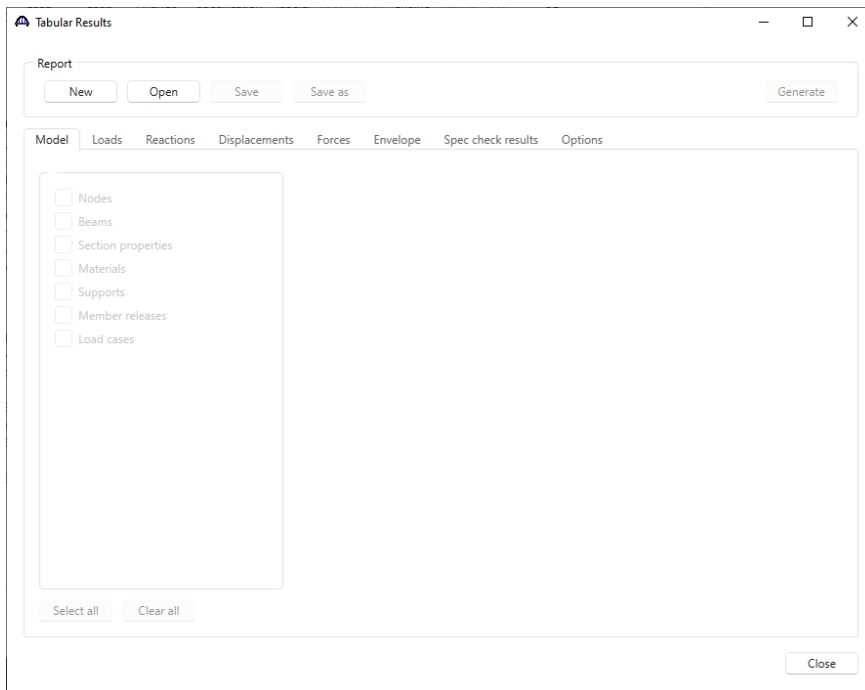 Tabular Results
Report
New Open Save Save as Generate
Model Loads Reactions Displacements Forces Envelope Spec check results Options
Nodes
Beams
Section properties
Materials
Supports
Member releases
Load cases
Select all Clear all
Close